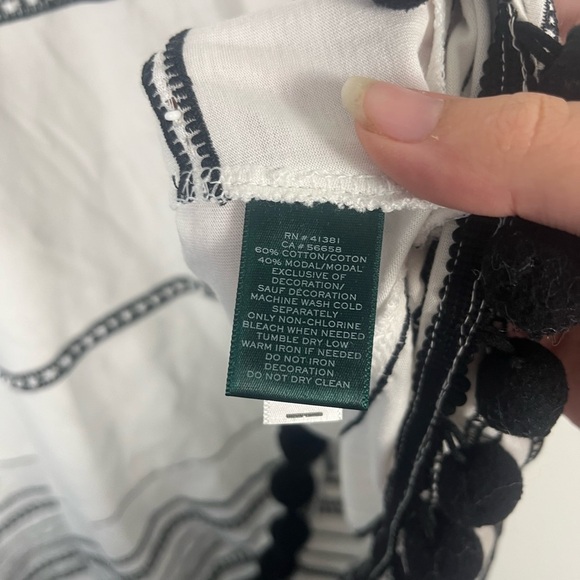 RN # 41381
CA # 56658
60% COTTON/COTON
40% MODAL/MODAL
EXCLUSIVE OF
DECORATION/
SAUF DÉCORATION
MACHINE WASH COLD
SEPARATELY
ONLY NON-CHLORINE
BLEACH WHEN NEEDED
TUMBLE DRY LOW
WARM IRON IF NEEDED
DO NOT IRON
DECORATION
DO NOT DRY CLEAN